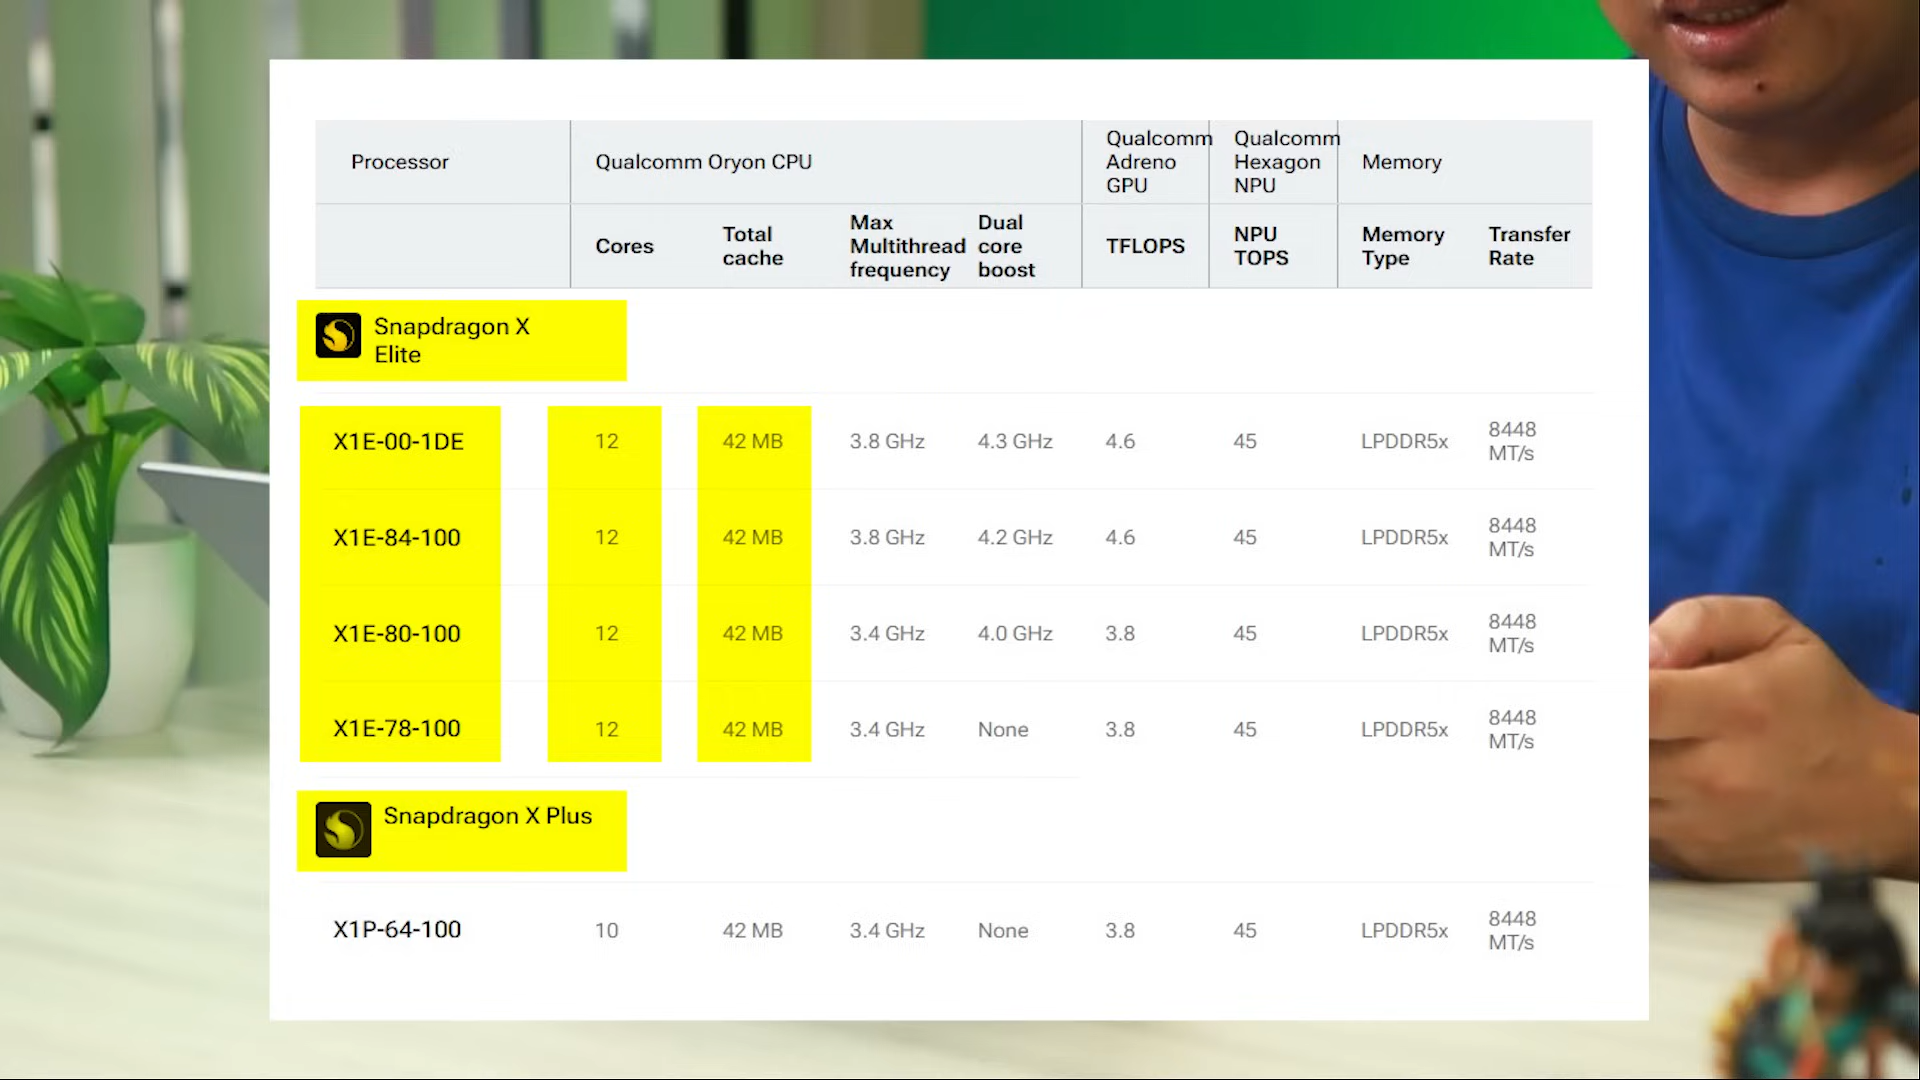 Processor
Qualcomm Oryon CPU
Qualcomm
Adreno
GPU
Qualcomm
Hexagon
NPU
Memory
Cores
Total
cache
Max
Multithread
frequency
Dual
core
boost
TFLOPS
NPU
TOPS
Memory
Type
Transfer
Rate
Snapdragon X
Elite
X1E-00-1DE
12
42 MB
3.8 GHz
4.3 GHz
4.6
45
LPDDR5x
8448
MT/s
X1E-84-100
12
42 MB
3.8 GHz
4.2 GHz
4.6
45
LPDDR5x
8448
MT/s
X1E-80-100
12
42 MB
3.4 GHz
4.0 GHz
3.8
45
LPDDR5x
8448
MT/s
X1E-78-100
12
42 MB
3.4 GHz
None
3.8
45
LPDDR5x
8448
MT/s
Snapdragon X Plus
X1P-64-100
10
42 MB
3.4 GHz
None
3.8
45
LPDDR5x
8448
MT/s